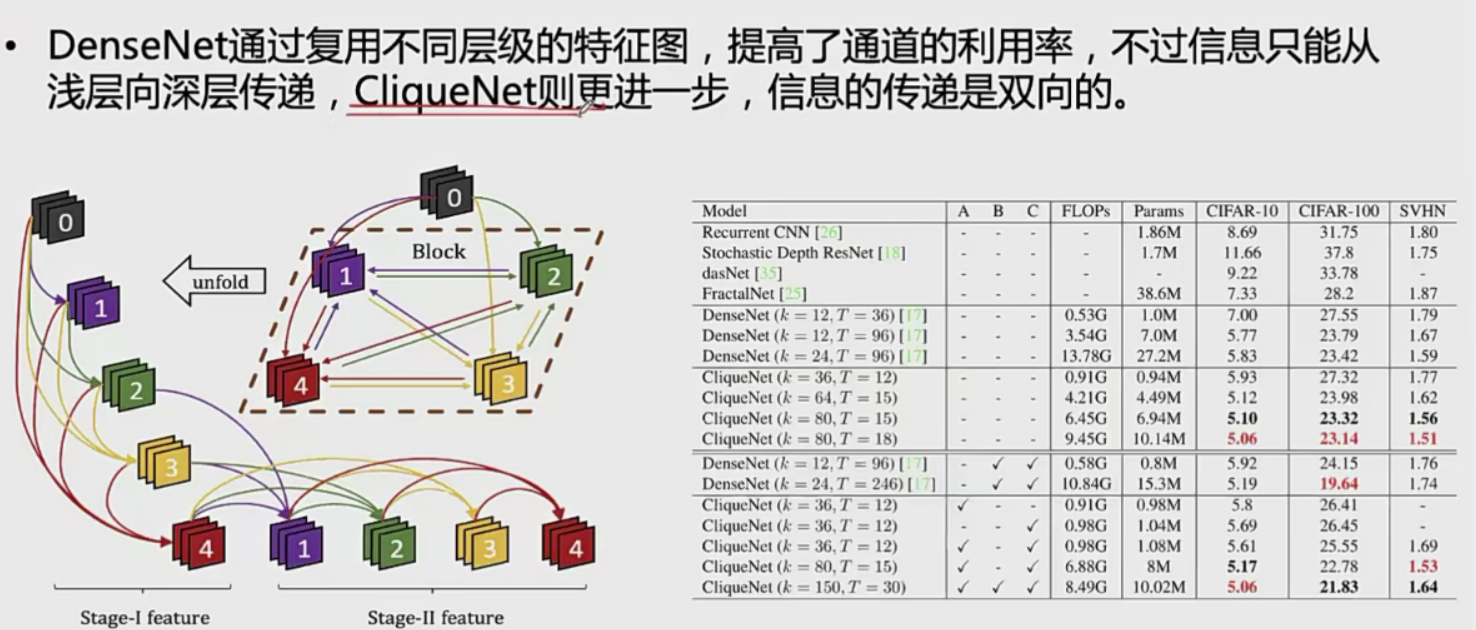 • DenseNet通过复用不同层级的特征图，提高了通道的利用率，不过信息只能从
浅层向深层传递，CliqueNet则更进一步，信息的传递是双向的。
0
1
2
3
4
1
2
3
4
Stage-I feature
Stage-II feature
unfold
0
Block
1
2
4
3
Model A B C FLOPs Params CIFAR-10 CIFAR-100 SVHN
Recurrent CNN [26] - - - - 1.86M 8.69 31.75 1.80
Stochastic Depth ResNet [18] - - - - 1.7M 11.66 37.8 1.75
dasNet [35] - - - - - 9.22 33.78 -
FractalNet [25] - - - - 38.6M 7.33 28.2 1.87
DenseNet (k = 12, T = 36) [17] - - - 0.53G 1.0M 7.00 27.55 1.79
DenseNet (k = 12, T = 96) [17] - - - 3.54G 7.0M 5.77 23.79 1.67
DenseNet (k = 24, T = 96) [17] - - - 13.78G 27.2M 5.83 23.42 1.59
CliqueNet (k = 36, T = 12) - - - 0.91G 0.94M 5.93 27.32 1.77
CliqueNet (k = 64, T = 15) - - - 4.21G 4.49M 5.12 23.98 1.62
CliqueNet (k = 80, T = 15) - - - 6.45G 6.94M 5.10 23.32 1.56
CliqueNet (k = 80, T = 18) - - - 9.45G 10.14M 5.06 23.14 1.51
DenseNet (k = 12, T = 96) [17] - ✓ ✓ 0.58G 0.8M 5.92 24.15 1.76
DenseNet (k = 24, T = 246) [17] - ✓ ✓ 10.84G 15.3M 5.19 19.64 1.74
CliqueNet (k = 36, T = 12) ✓ - - 0.91G 0.98M 5.8 26.41 -
CliqueNet (k = 36, T = 12) - - ✓ 0.98G 1.04M 5.69 26.45 -
CliqueNet (k = 36, T = 12) ✓ - ✓ 0.98G 1.08M 5.61 25.55 1.69
CliqueNet (k = 80, T = 15) ✓ - ✓ 6.88G 8M 5.17 22.78 1.53
CliqueNet (k = 150, T = 30) ✓ ✓ ✓ 8.49G 10.02M 5.06 21.83 1.64